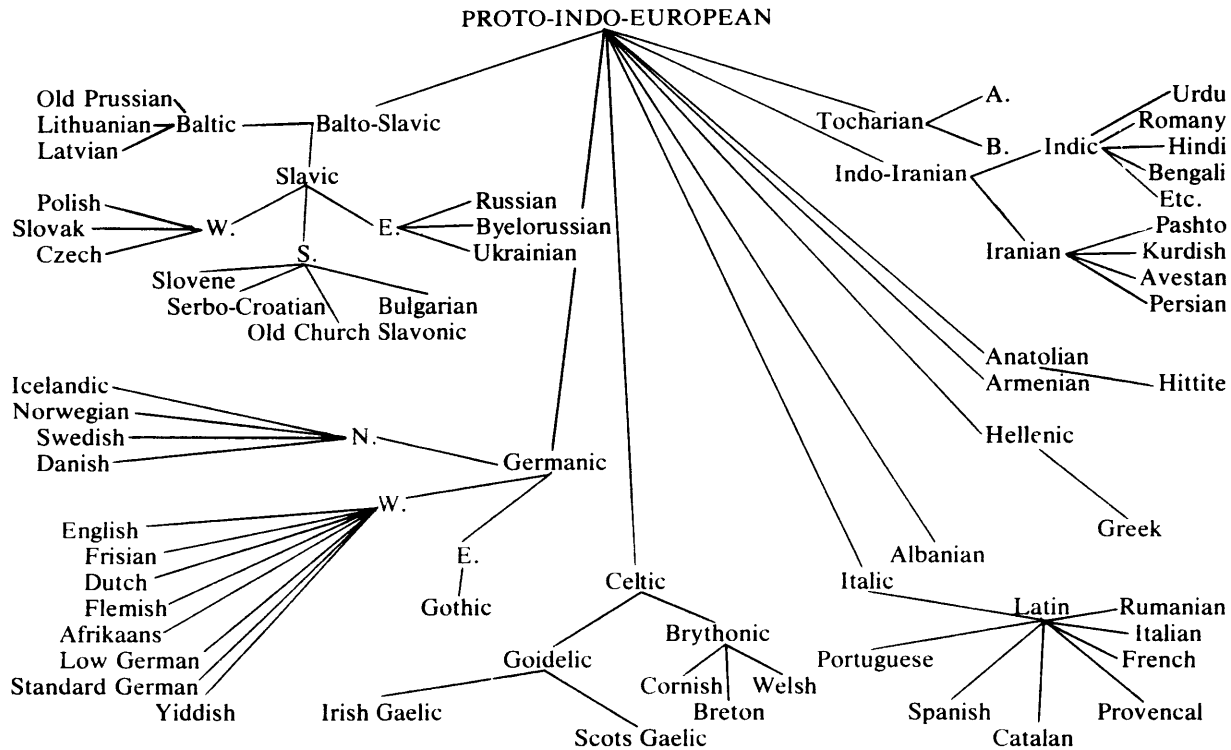 PROTO-INDO-EUROPEAN
Old Prussian
Lithuanian
Latvian
Baltic
Balto-Slavic
Slavic
Polish
Slovak
Czech
W.
E.
Russian
Byelorussian
Ukrainian
S.
Slovene
Serbo-Croatian
Old Church Slavonic
Bulgarian
Tocharian
A.
B.
Indo-Iranian
Indic
Urdu
Romany
Hindi
Bengali
Etc.
Iranian
Pashto
Kurdish
Avestan
Persian
Anatolian
Armenian
Hittite
Hellenic
Greek
Albanian
Icelandic
Norwegian
Swedish
Danish
N.
Germanic
W.
English
Frisian
Dutch
Flemish
Afrikaans
Low German
Standard German
Yiddish
E.
Gothic
Celtic
Goidelic
Irish Gaelic
Scots Gaelic
Brythonic
Cornish
Breton
Welsh
Italic
Latin
Portuguese
Spanish
Catalan
Provencal
French
Italian
Rumanian